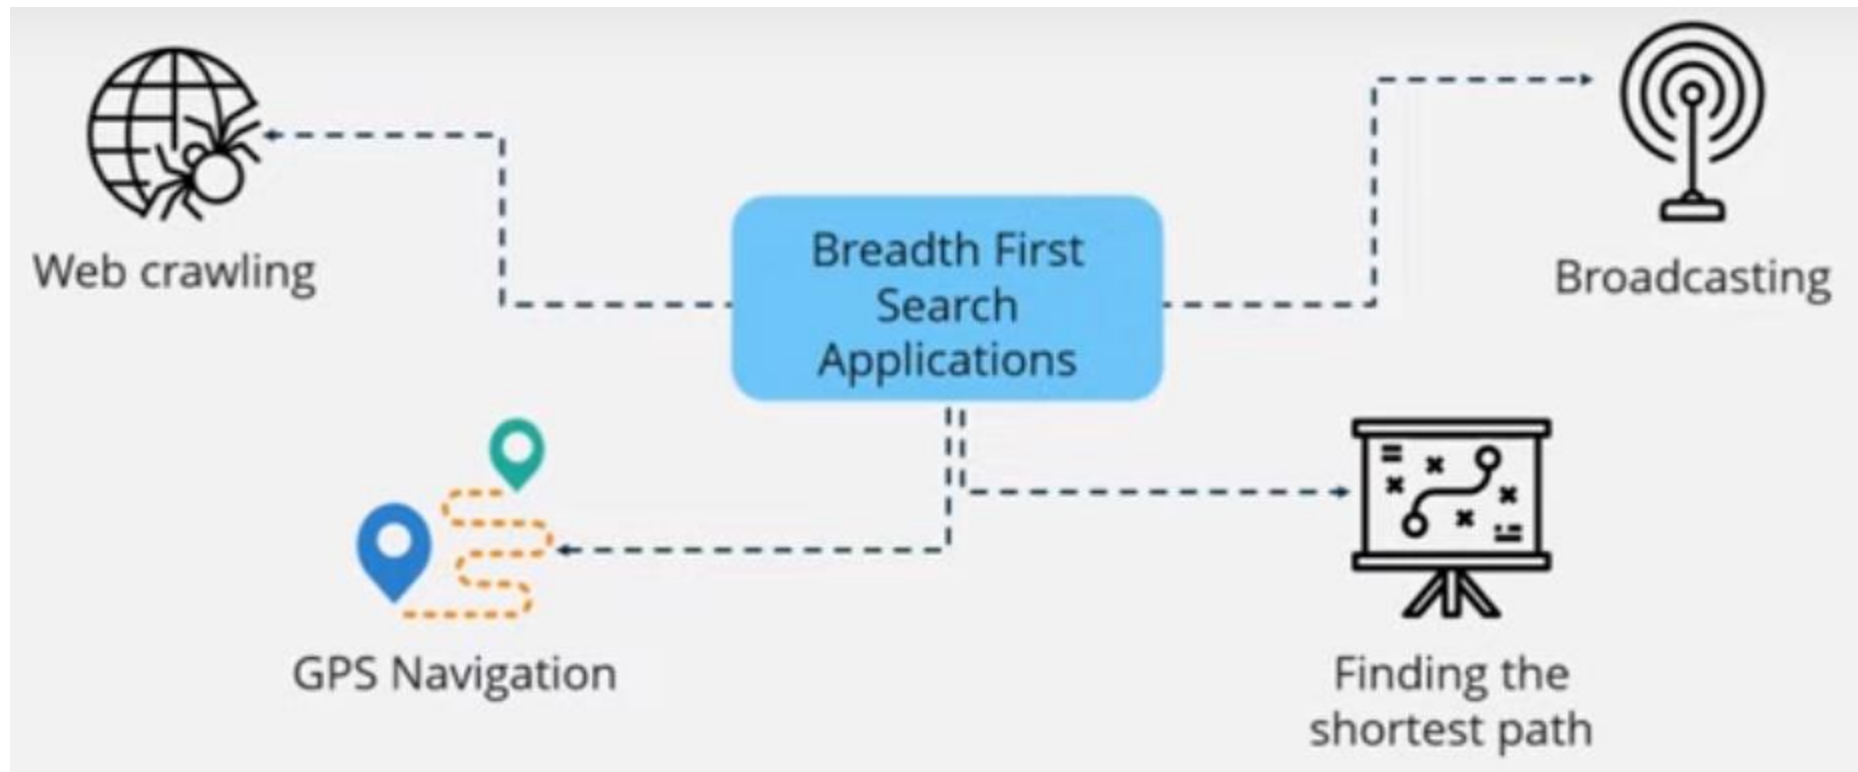 Web crawling
Broadcasting
Breadth First
Search
Applications
GPS Navigation
Finding the
shortest path